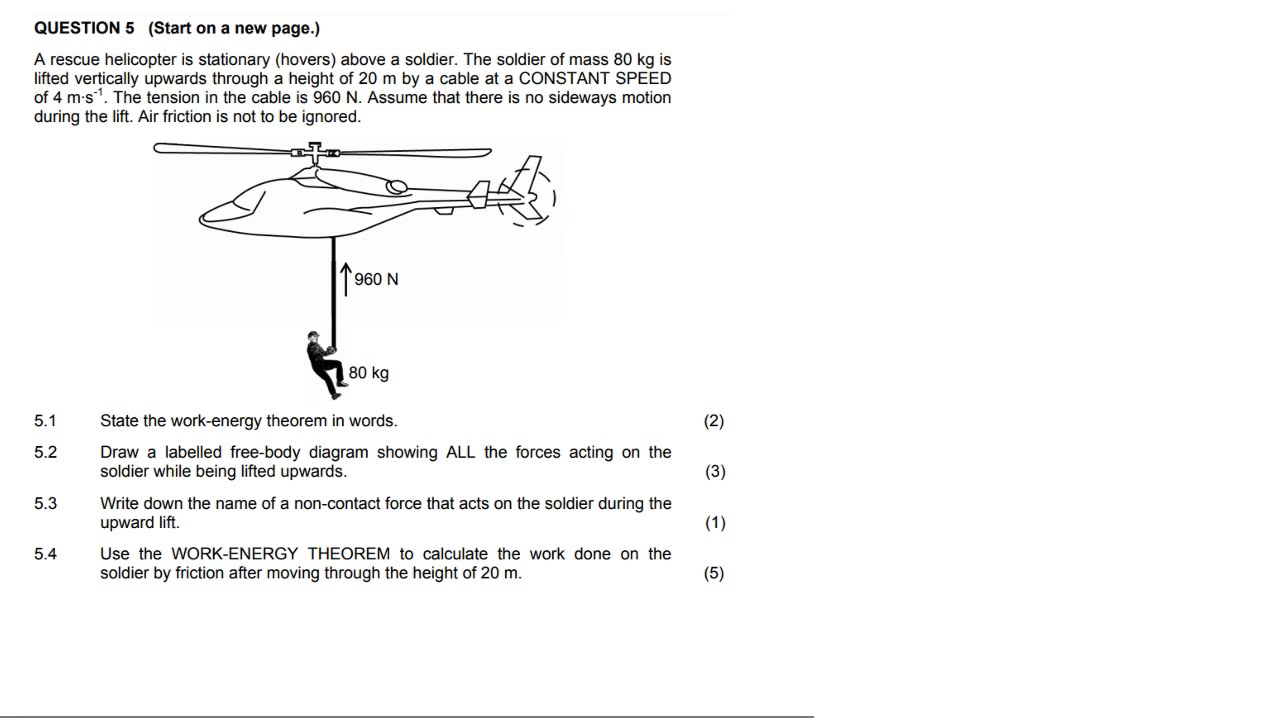 QUESTION 5 (Start on a new page.)
A rescue helicopter is stationary (hovers) above a soldier. The soldier of mass 80 kg is
lifted vertically upwards through a height of 20 m by a cable at a CONSTANT SPEED
of 4 m·s⁻¹. The tension in the cable is 960 N. Assume that there is no sideways motion
during the lift. Air friction is not to be ignored.
960 N
80 kg
5.1 State the work-energy theorem in words. (2)
5.2 Draw a labelled free-body diagram showing ALL the forces acting on the
soldier while being lifted upwards. (3)
5.3 Write down the name of a non-contact force that acts on the soldier during the
upward lift. (1)
5.4 Use the WORK-ENERGY THEOREM to calculate the work done on the
soldier by friction after moving through the height of 20 m. (5)